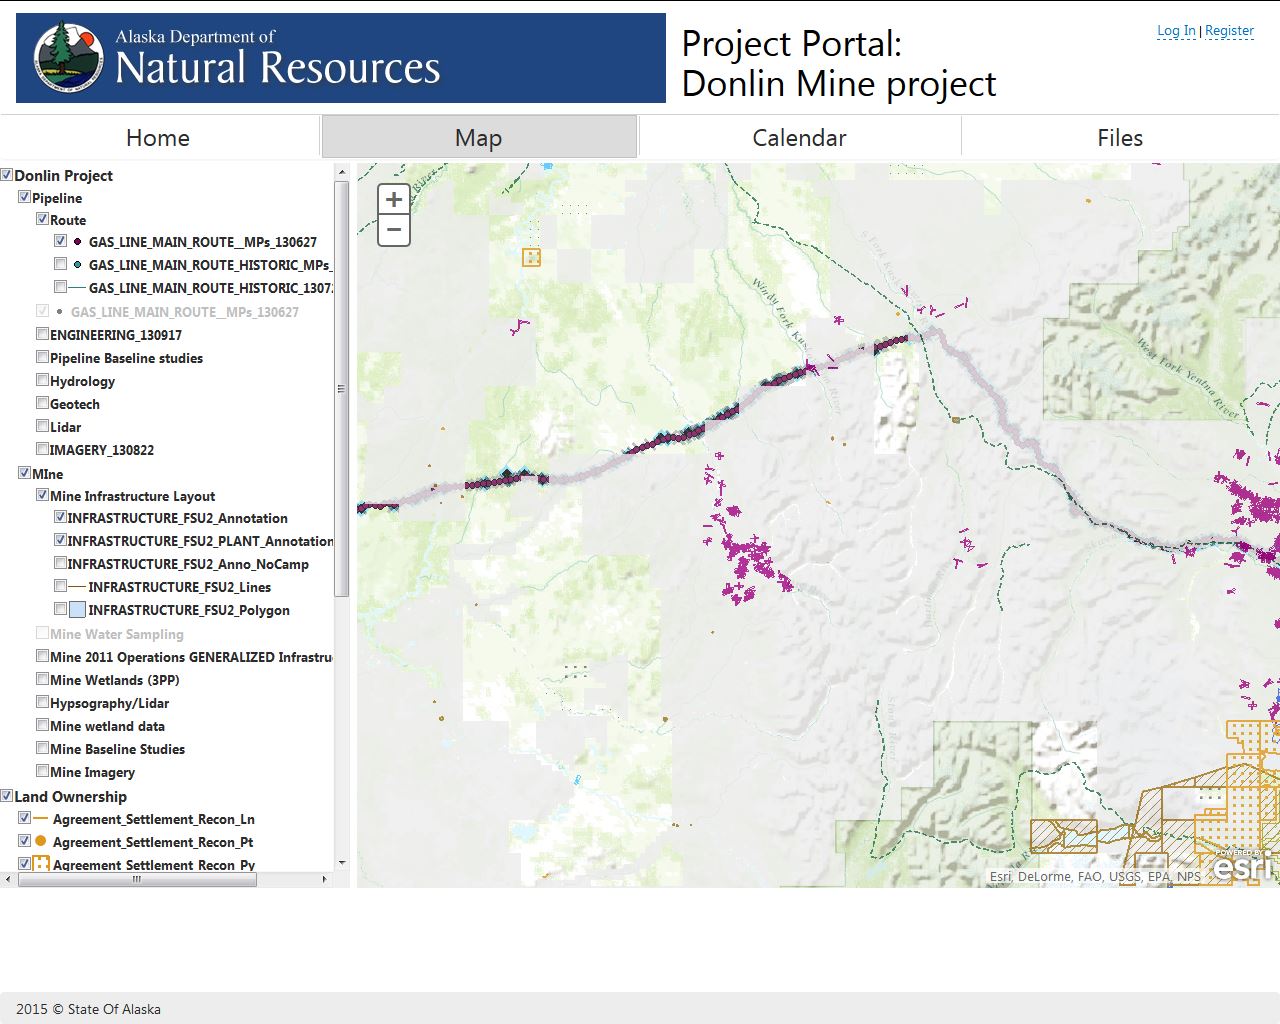 Alaska Department of
Natural Resources
Project Portal:
Donlin Mine project
Log In | Register
Home
Map
Calendar
Files
Donlin Project
Pipeline
Route
GAS_LINE_MAIN_ROUTE__MPs_130627
GAS_LINE_MAIN_ROUTE_HISTORIC_MPs_
GAS_LINE_MAIN_ROUTE_HISTORIC_1307
GAS_LINE_MAIN_ROUTE__MPs_130627
ENGINEERING_130917
Pipeline Baseline studies
Hydrology
Geotech
Lidar
IMAGERY_130822
MIne
Mine Infrastructure Layout
INFRASTRUCTURE_FSU2_Annotation
INFRASTRUCTURE_FSU2_PLANT_Annotation
INFRASTRUCTURE_FSU2_Anno_NoCamp
INFRASTRUCTURE_FSU2_Lines
INFRASTRUCTURE_FSU2_Polygon
Mine Water Sampling
Mine 2011 Operations GENERALIZED Infrastru
Mine Wetlands (3PP)
Hypsography/Lidar
Mine wetland data
Mine Baseline Studies
Mine Imagery
Land Ownership
Agreement_Settlement_Recon_Ln
Agreement_Settlement_Recon_Pt
Agreement_Settlement_Recon_Py
+
−
River
Windy Fork Kus
West Fork Yentna River
Esri, DeLorme, FAO, USGS, EPA, NPS
POWERED BY
esri
2015 © State Of Alaska